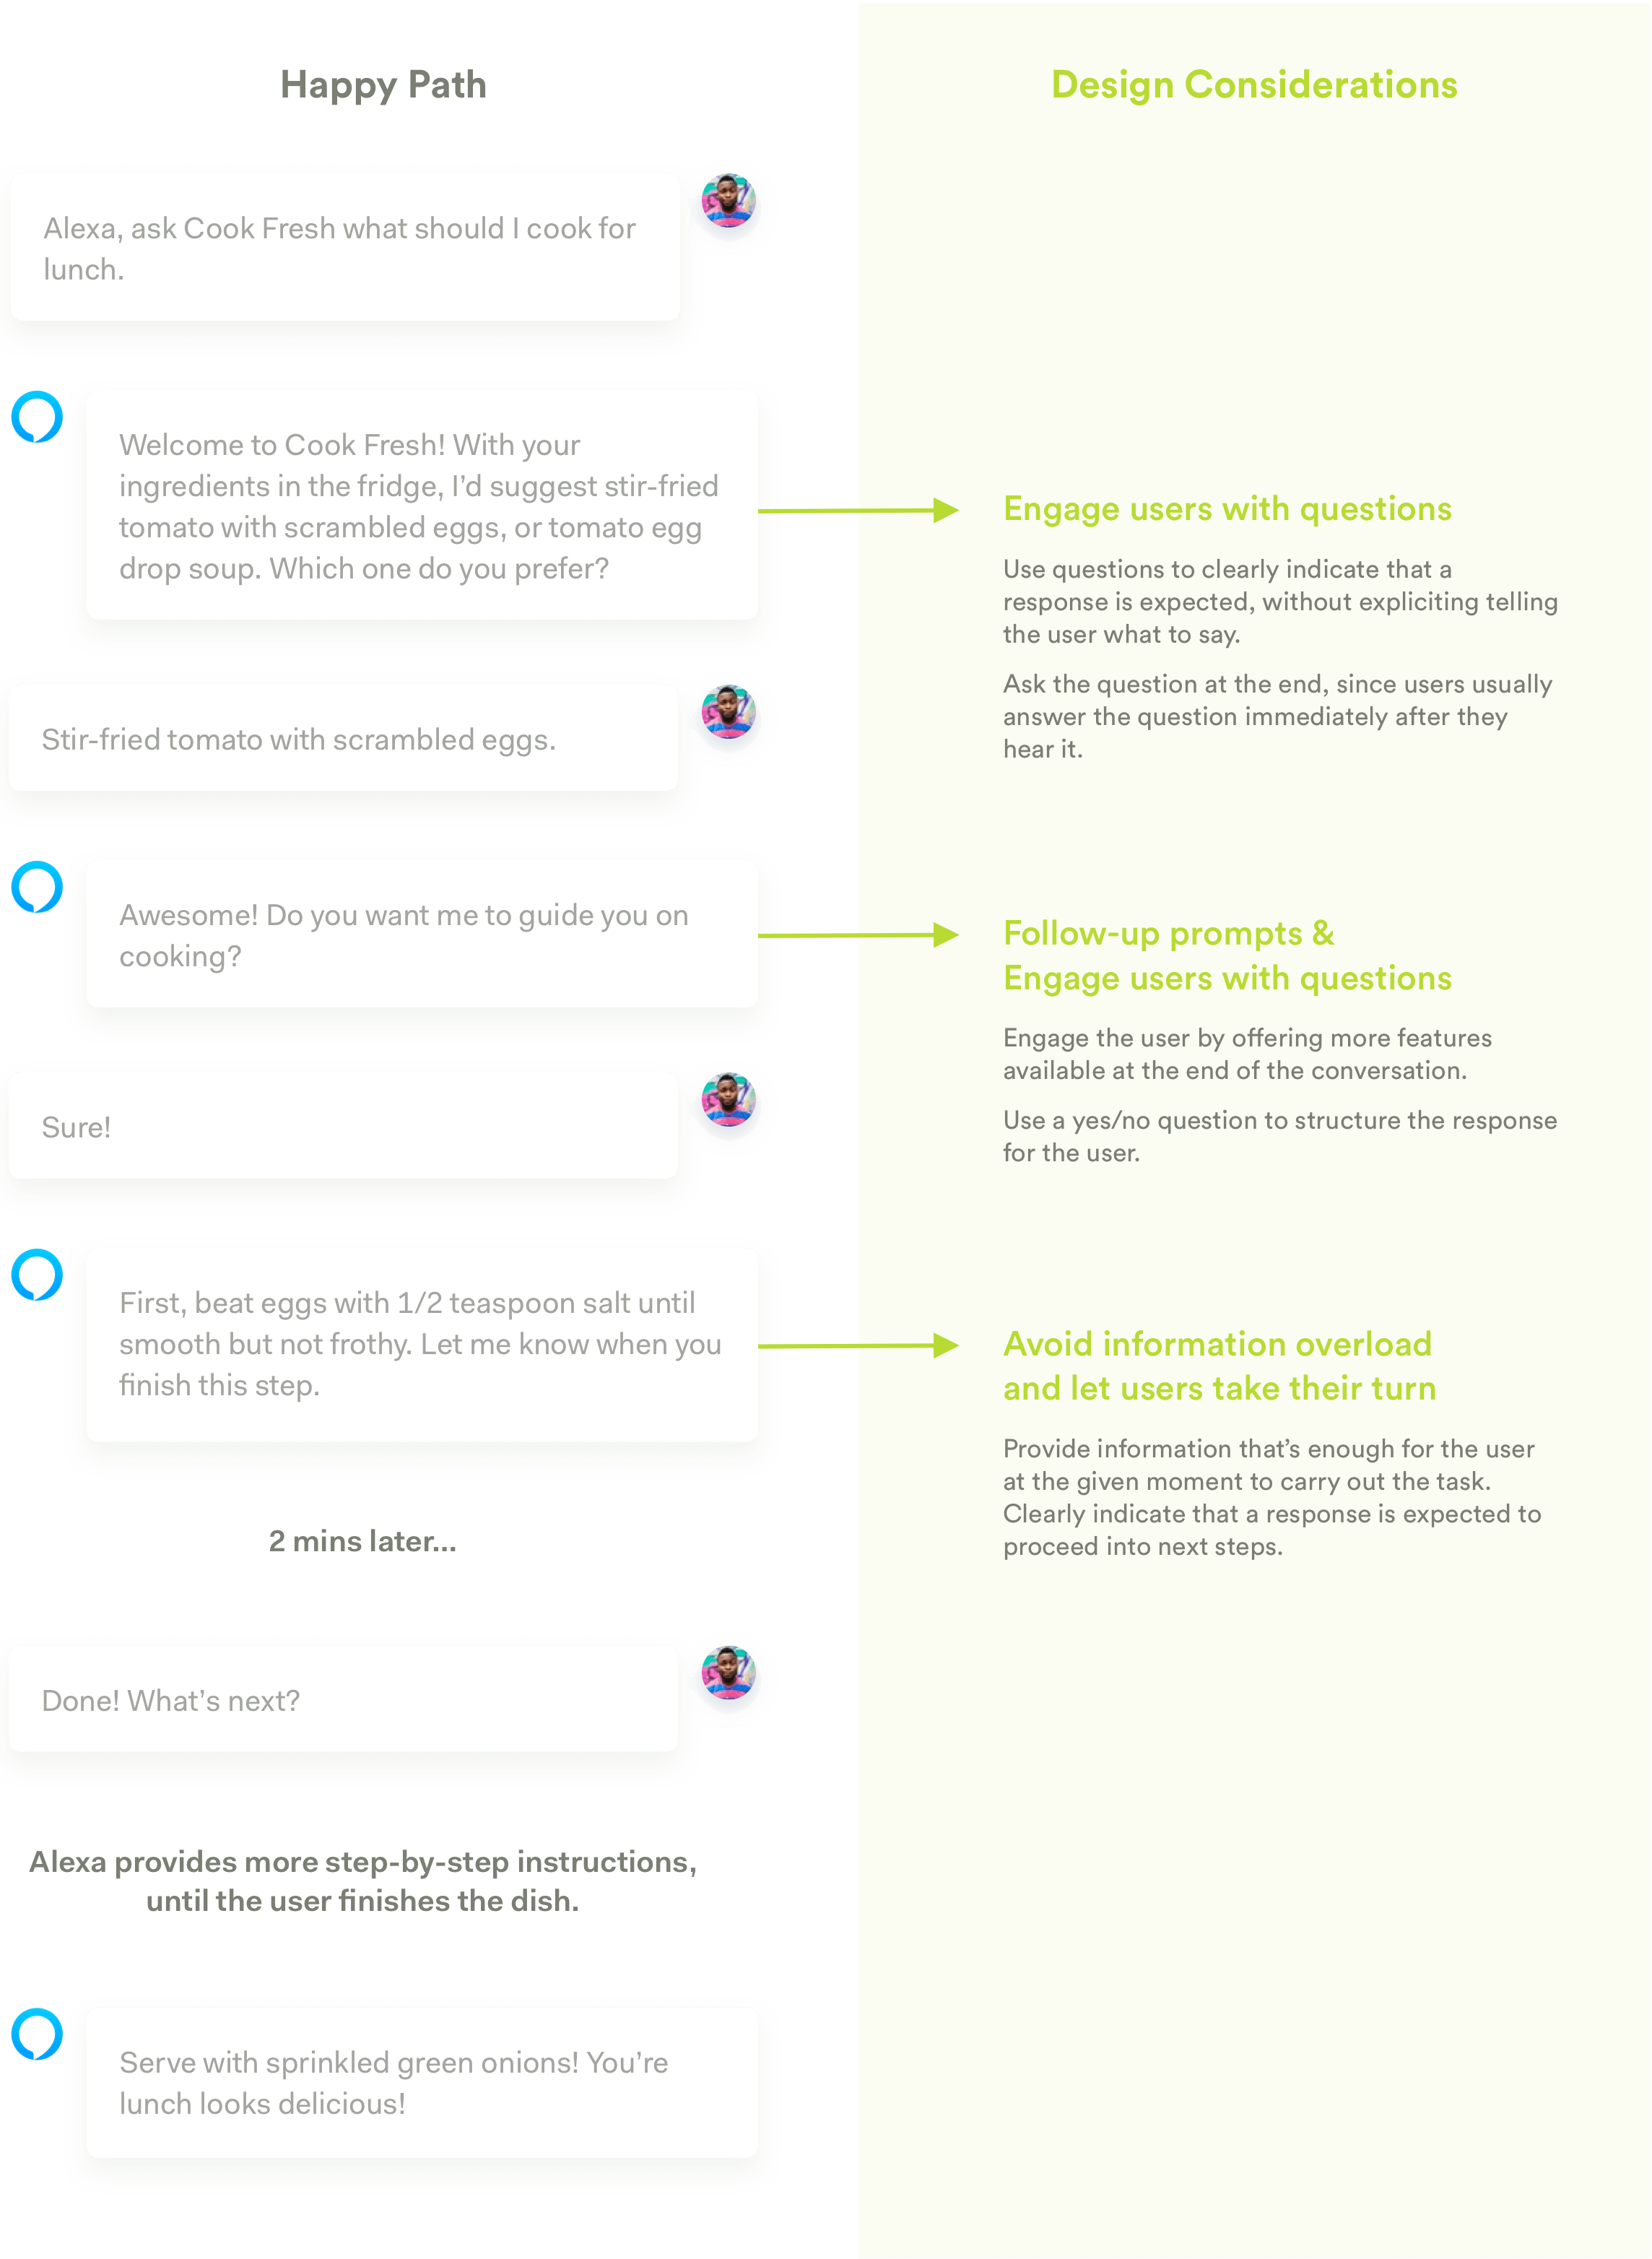 Happy Path
Design Considerations
Alexa, ask Cook Fresh what should I cook for
lunch.
Welcome to Cook Fresh! With your
ingredients in the fridge, I’d suggest stir-fried
tomato with scrambled eggs, or tomato egg
drop soup. Which one do you prefer?
Engage users with questions
Use questions to clearly indicate that a
response is expected, without expliciting telling
the user what to say.
Ask the question at the end, since users usually
answer the question immediately after they
hear it.
Stir-fried tomato with scrambled eggs.
Awesome! Do you want me to guide you on
cooking?
Follow-up prompts &
Engage users with questions
Engage the user by offering more features
available at the end of the conversation.
Use a yes/no question to structure the response
for the user.
Sure!
First, beat eggs with 1/2 teaspoon salt until
smooth but not frothy. Let me know when you
finish this step.
Avoid information overload
and let users take their turn
Provide information that’s enough for the user
at the given moment to carry out the task.
Clearly indicate that a response is expected to
proceed into next steps.
2 mins later...
Done! What’s next?
Alexa provides more step-by-step instructions,
until the user finishes the dish.
Serve with sprinkled green onions! You’re
lunch looks delicious!